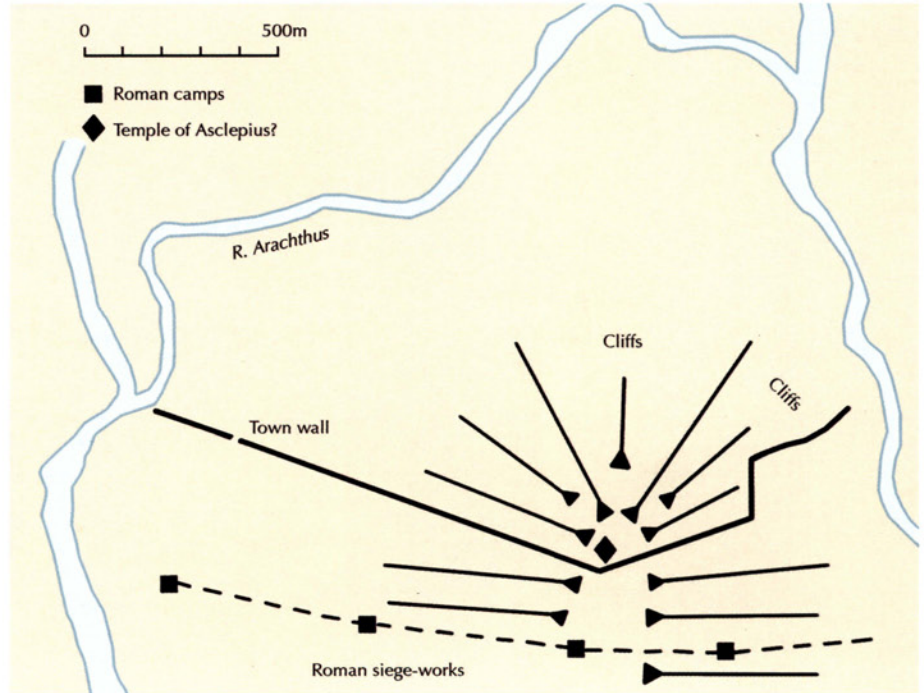 0 500m
Roman camps
Temple of Asclepius?
R. Arachthus
Cliffs
Cliffs
Town wall
Roman siege-works